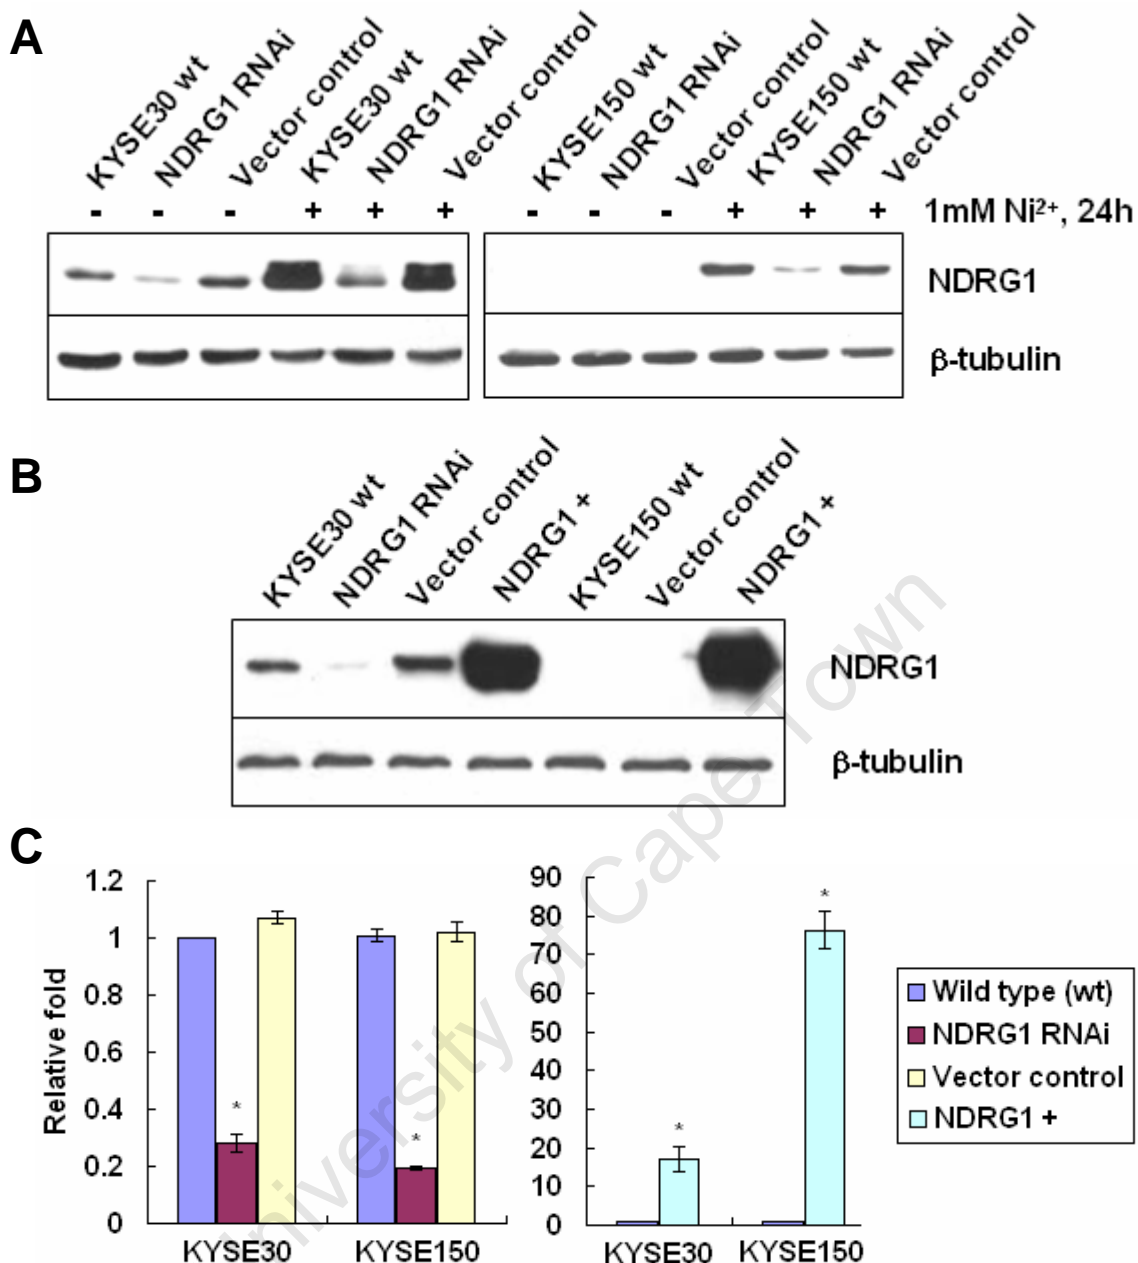 A
KYSE30 wt
NDRG1 RNAi
Vector control
KYSE30 wt
NDRG1 RNAi
Vector control
KYSE150 wt
NDRG1 RNAi
Vector control
KYSE150 wt
NDRG1 RNAi
Vector control
- - - + + + - - - + + + 1mM Ni²⁺, 24h
NDRG1
β-tubulin
B
KYSE30 wt
NDRG1 RNAi
Vector control
NDRG1 +
KYSE150 wt
Vector control
NDRG1 +
NDRG1
β-tubulin
C
Relative fold
1.2
1
0.8
0.6
0.4
0.2
0
*
*
KYSE30 KYSE150
90
80
70
60
50
40
30
20
10
0
*
*
KYSE30 KYSE150
Wild type (wt)
NDRG1 RNAi
Vector control
NDRG1 +
University of Cape Town